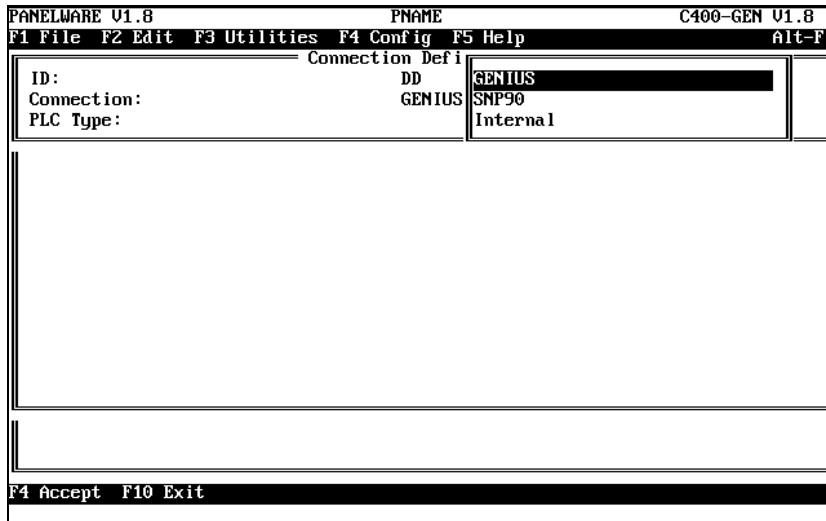 PANELWARE V1.8 PNAME C400-GEN V1.8
F1 File F2 Edit F3 Utilities F4 Config F5 Help Alt-F
Connection Defi
ID: DD GENIUS
Connection: GENIUS SNP90
PLC Type: Internal
F4 Accept F10 Exit